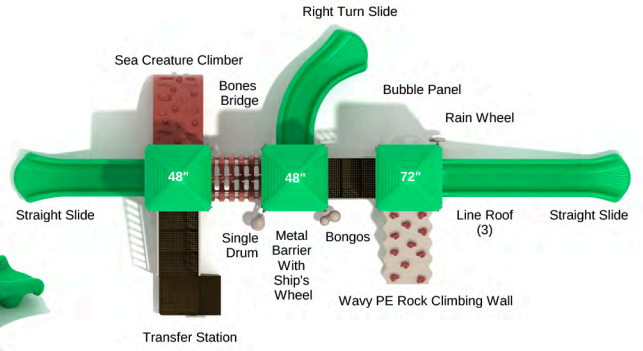 Right Turn Slide
Sea Creature Climber
Bones
Bridge
Bubble Panel
Rain Wheel
48"
48"
72"
Straight Slide
Single
Drum
Metal
Barrier
With
Ship's
Wheel
Bongos
Line Roof
(3)
Straight Slide
Wavy PE Rock Climbing Wall
Transfer Station